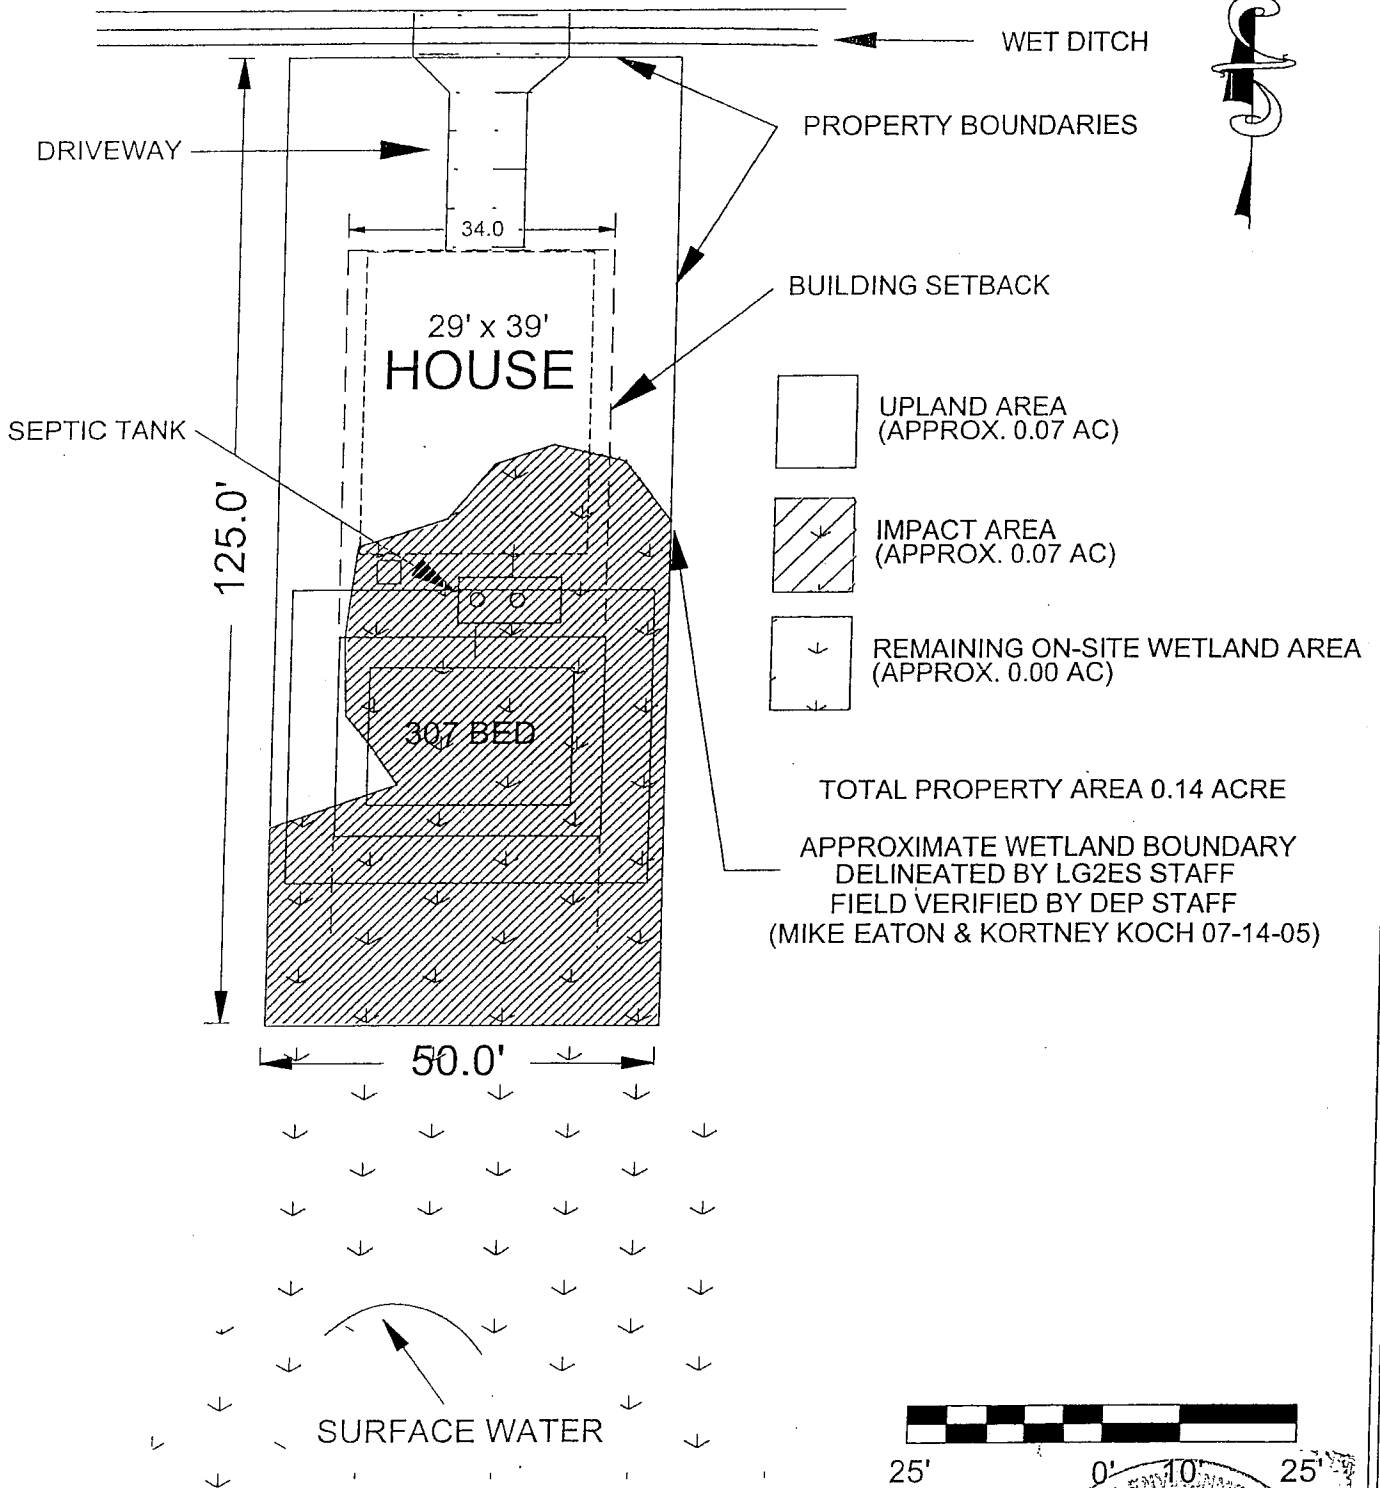 WET DITCH
PROPERTY BOUNDARIES
DRIVEWAY
34.0
BUILDING SETBACK
29' x 39'
HOUSE
SEPTIC TANK
UPLAND AREA
(APPROX. 0.07 AC)
125.0'
IMPACT AREA
(APPROX. 0.07 AC)
REMAINING ON-SITE WETLAND AREA
(APPROX. 0.00 AC)
307 BED
TOTAL PROPERTY AREA 0.14 ACRE
APPROXIMATE WETLAND BOUNDARY
DELINEATED BY LG2ES STAFF
FIELD VERIFIED BY DEP STAFF
(MIKE EATON & KORTNEY KOCH 07-14-05)
50.0'
SURFACE WATER
25' 0' 10' 25'